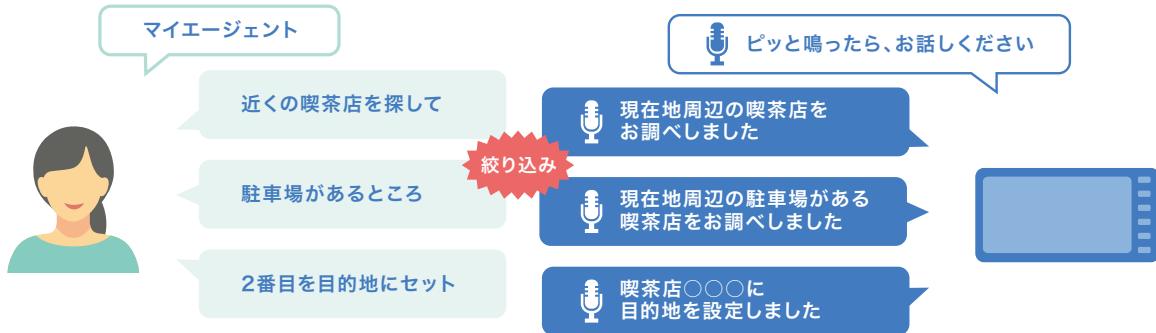 マイエージェント
ピッと鳴ったら、お話しください
近くの喫茶店を探して
現在地周辺の喫茶店を
お調べしました
絞り込み
駐車場があるところ
現在地周辺の駐車場がある
喫茶店をお調べしました
2番目を目的地にセット
喫茶店○○○に
目的地を設定しました